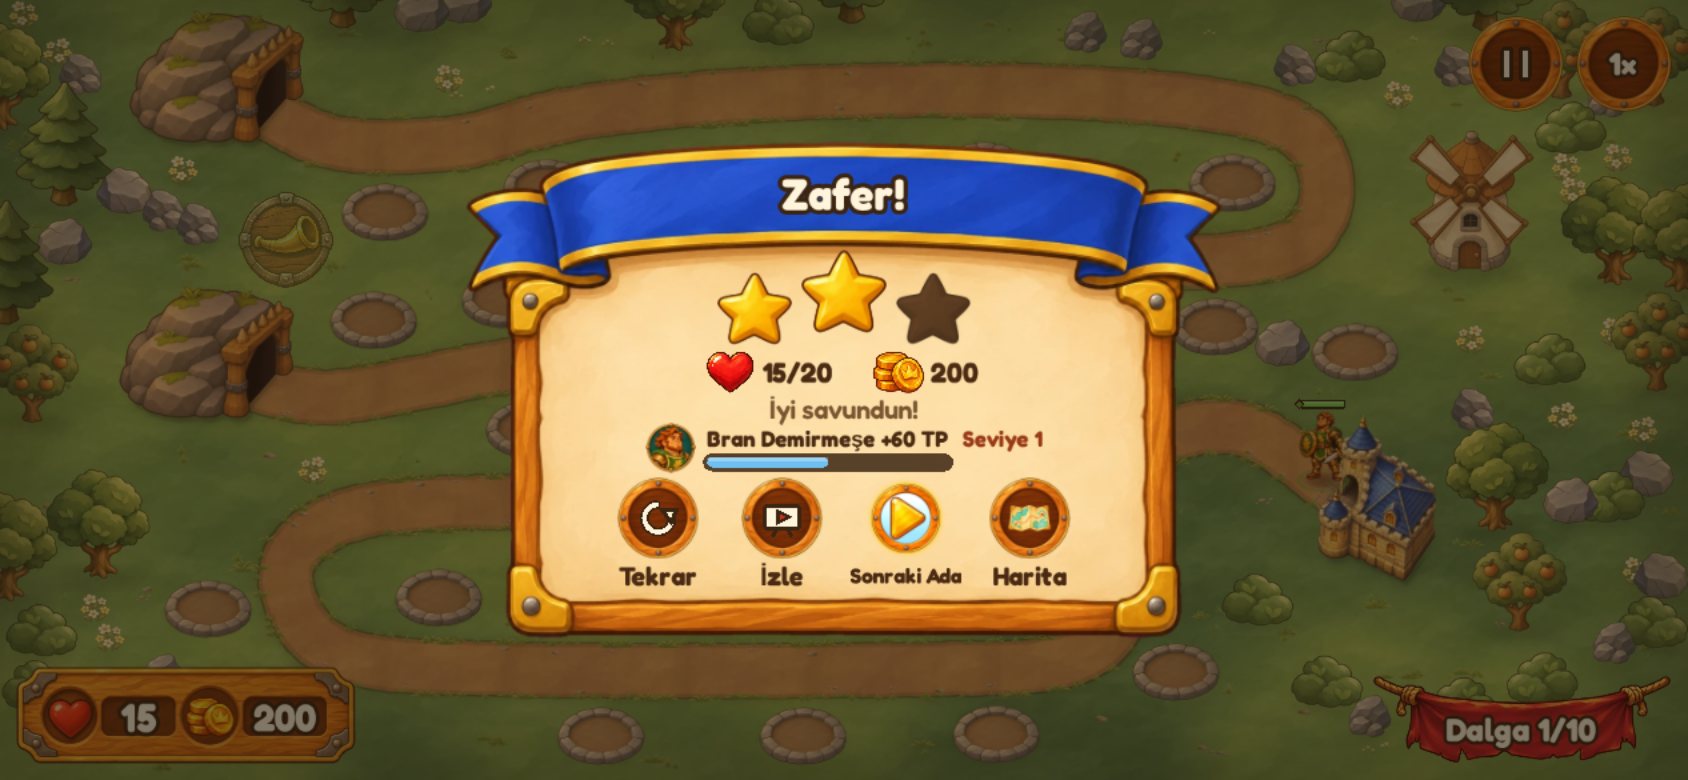 1x
Zafer!
15/20 200
İyi savundun!
Bran Demirmeşe +60 TP Seviye 1
Tekrar İzle Sonraki Ada Harita
15 200
Dalga 1/10